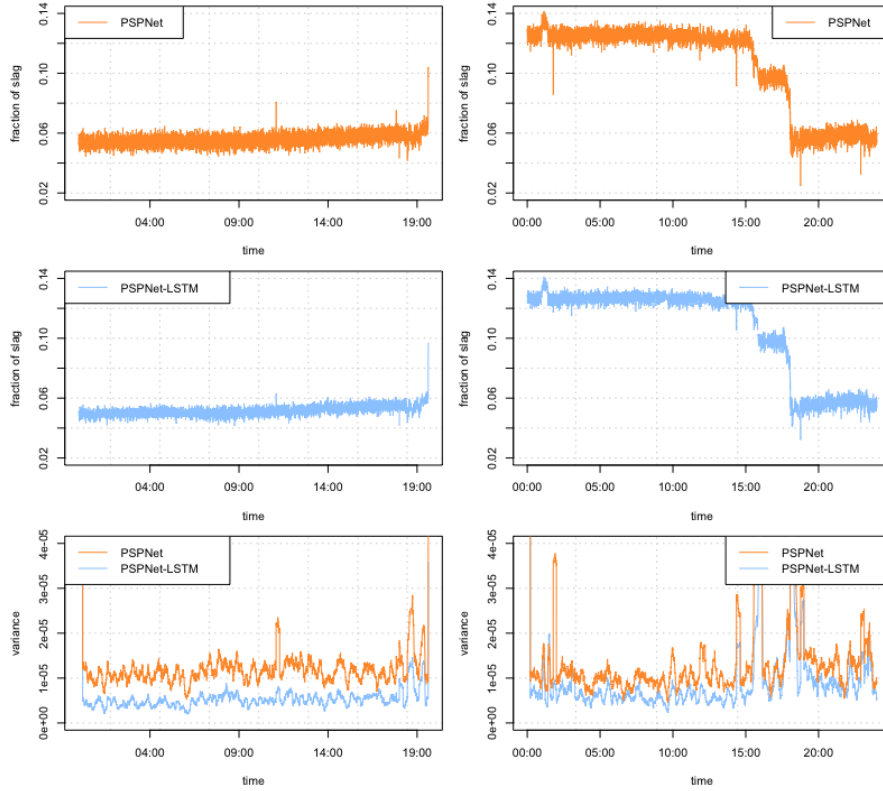 PSPNet
fraction of slag
0.02 0.06 0.10 0.14
04:00 09:00 14:00 19:00
time
PSPNet
fraction of slag
0.02 0.06 0.10 0.14
00:00 05:00 10:00 15:00 20:00
time
PSPNet-LSTM
fraction of slag
0.02 0.06 0.10 0.14
04:00 09:00 14:00 19:00
time
PSPNet-LSTM
fraction of slag
0.02 0.06 0.10 0.14
00:00 05:00 10:00 15:00 20:00
time
PSPNet
PSPNet-LSTM
variance
0e+00 1e-05 2e-05 3e-05 4e-05
04:00 09:00 14:00 19:00
time
PSPNet
PSPNet-LSTM
variance
0e+00 1e-05 2e-05 3e-05 4e-05
00:00 05:00 10:00 15:00 20:00
time